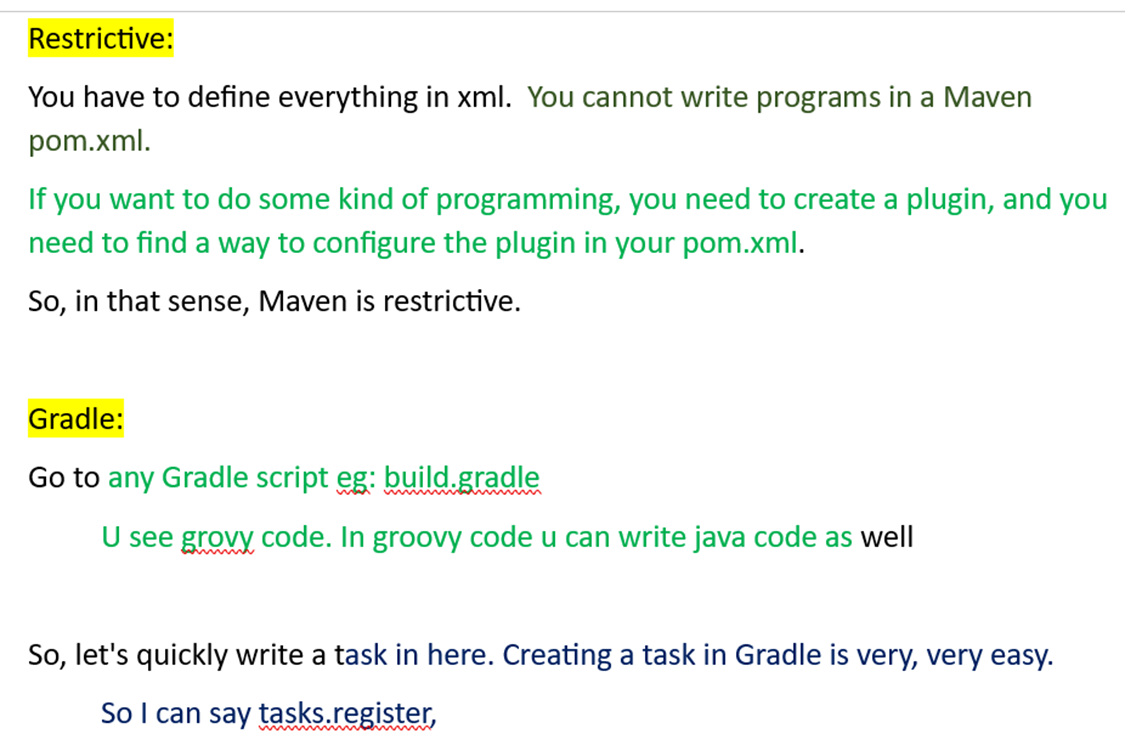 Restrictive:
You have to define everything in xml.  You cannot write programs in a Maven
pom.xml.
If you want to do some kind of programming, you need to create a plugin, and you
need to find a way to configure the plugin in your pom.xml.
So, in that sense, Maven is restrictive.
Gradle:
Go to any Gradle script eg: build.gradle
U see grovy code. In groovy code u can write java code as well
So, let's quickly write a task in here. Creating a task in Gradle is very, very easy.
So I can say tasks.register,